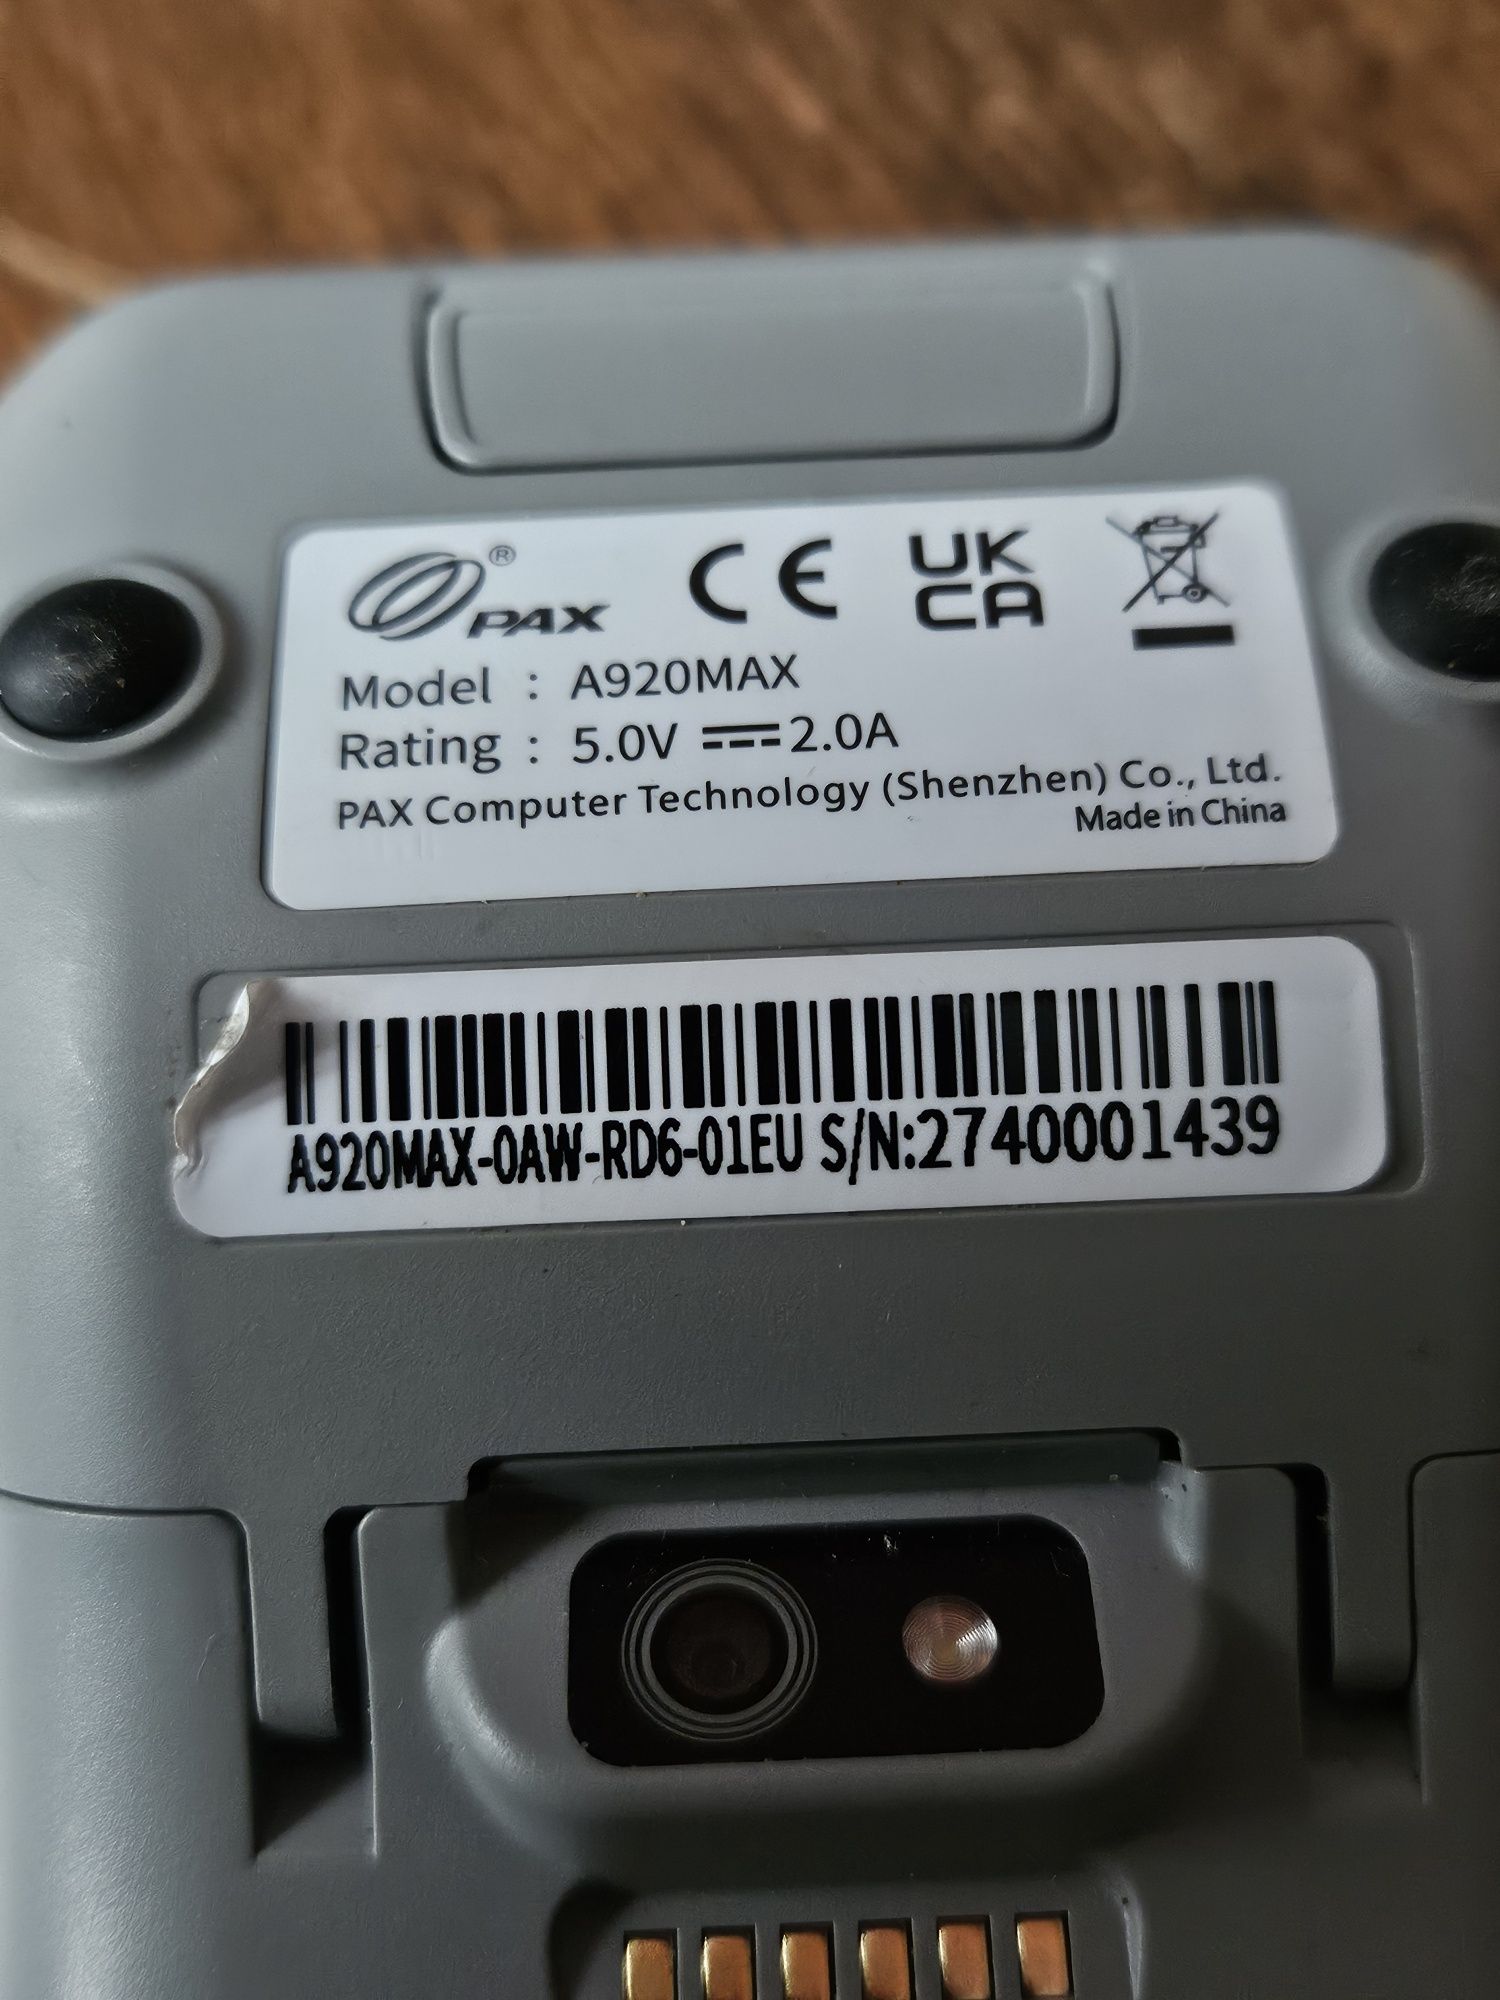 ® PAX CE UK CA
Model : A920MAX
Rating : 5.0V ⎓ 2.0A
PAX Computer Technology (Shenzhen) Co., Ltd.
Made in China
A920MAX-0AW-RD6-01EU S/N:2740001439